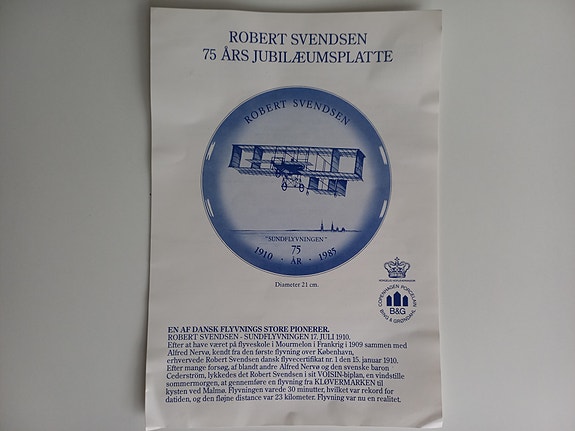 ROBERT SVENDSEN
75 ÅRS JUBILÆUMSPLATTE
ROBERT SVENDSEN
"SUNDFLYVNINGEN"
1910 · 75 ÅR · 1985
Diameter 21 cm.
COPENHAGEN PORCELAIN
B&G
BING & GRØNDAHL
EN AF DANSK FLYVNINGS STORE PIONERER.
ROBERT SVENDSEN - SUNDFLYVNINGEN 17. JULI 1910.
Efter at have været på flyveskole i Mourmelon i Frankrig i 1909 sammen med
Alfred Nervø, kendt fra den første flyvning over København,
erhvervede Robert Svendsen dansk flyvecertifikat nr. 1 den 15. januar 1910.
Efter mange forsøg, af blandt andre Alfred Nervø og den svenske baron
Cederström, lykkedes det Robert Svendsen i sit VOISIN-biplan, en vindstille
sommermorgen, at gennemføre en flyvning fra KLØVERMARKEN til
kysten ved Malmø. Flyvningen varede 30 minutter, hvilket var rekord for
datiden, og den fløjne distance var 23 kilometer. Flyvning var nu en realitet.